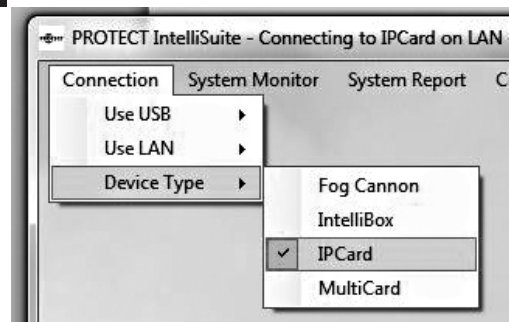 PROTECT IntelliSuite - Connecting to IPCard on LAN
Connection System Monitor System Report
Use USB
Use LAN
Device Type
Fog Cannon
IntelliBox
IPCard
MultiCard